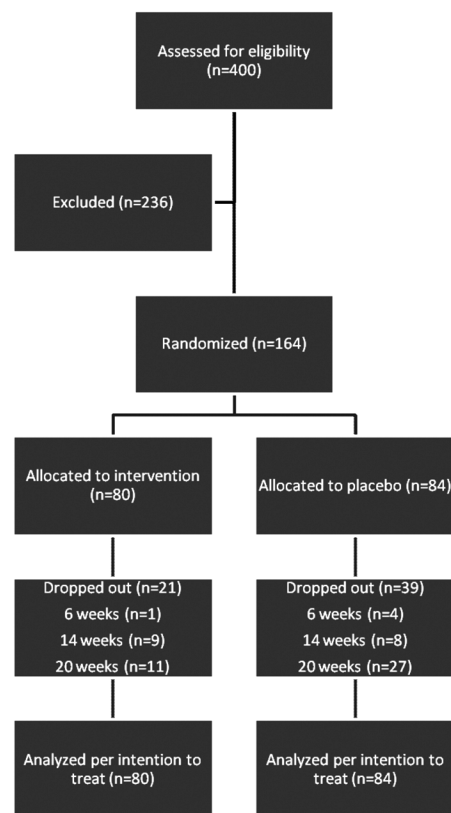 Assessed for eligibility
(n=400)
Excluded (n=236)
Randomized (n=164)
Allocated to intervention
(n=80)
Allocated to placebo (n=84)
Dropped out (n=21)
6 weeks (n=1)
14 weeks (n=9)
20 weeks (n=11)
Dropped out (n=39)
6 weeks (n=4)
14 weeks (n=8)
20 weeks (n=27)
Analyzed per intention to
treat (n=80)
Analyzed per intention to
treat (n=84)